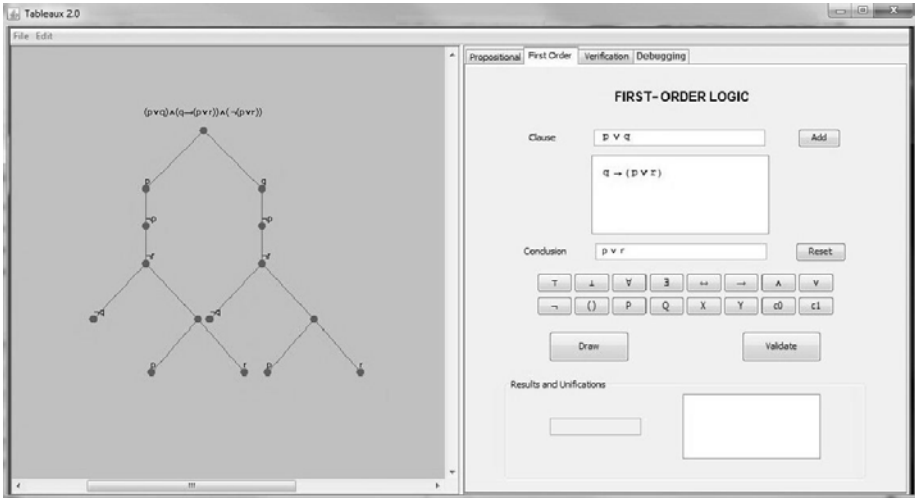 Tableaux 2.0
File Edit
(p∨q)∧(q→(p∨r))∧(¬(p∨r))
p q
¬p ¬p
¬r ¬r
¬q ¬q
p r p r
Propositional First Order Verification Debugging
FIRST-ORDER LOGIC
Clause p ∨ q Add
q → (p ∨ r)
Conclusion p ∨ r Reset
⊤ ⊥ ∀ ∃ ↔ → ∧ ∨
¬ () P Q X Y c0 c1
Draw Validate
Results and Unifications